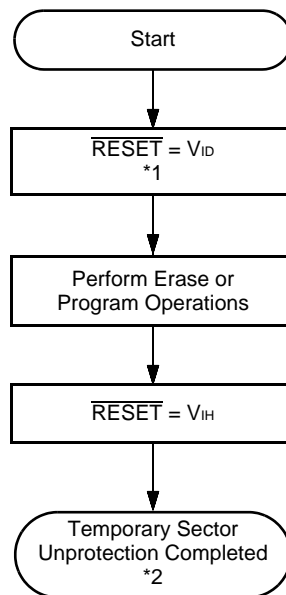 Start
RESET = VID
*1
Perform Erase or
Program Operations
RESET = VIH
Temporary Sector
Unprotection Completed
*2